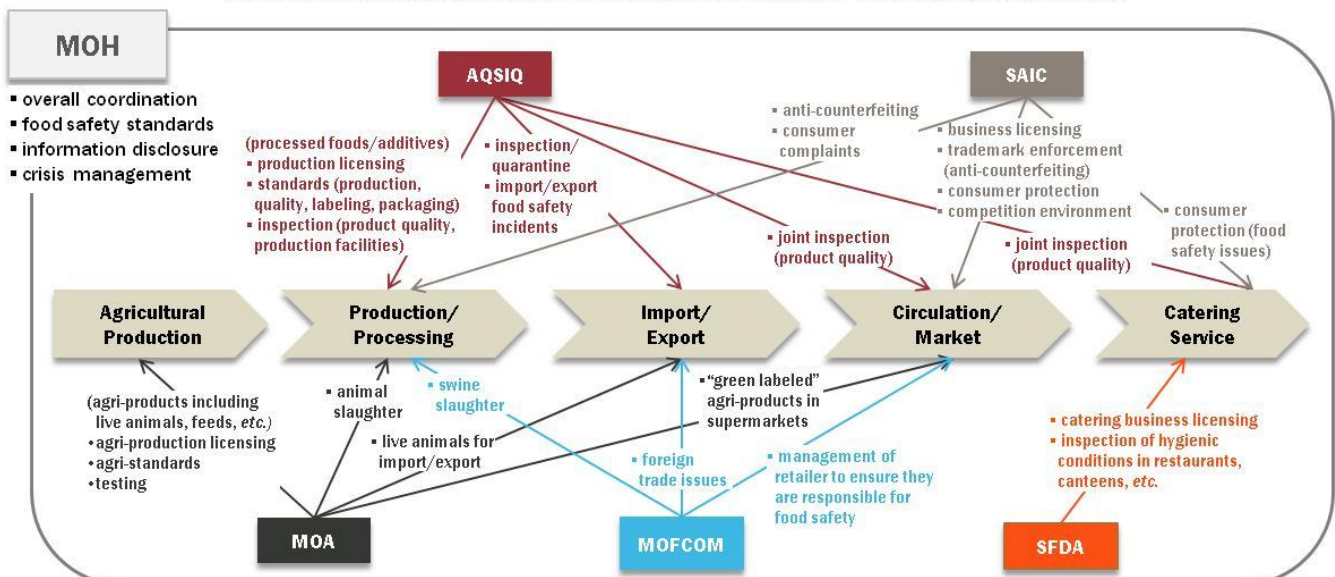 MOH
▪ overall coordination
▪ food safety standards
▪ information disclosure
▪ crisis management
AQSIQ
SAIC
(processed foods/additives)
▪ production licensing
▪ standards (production,
quality, labeling, packaging)
▪ inspection (product quality,
production facilities)
▪ inspection/
quarantine
▪ import/export
food safety
incidents
▪ anti-counterfeiting
▪ consumer
complaints
▪ business licensing
▪ trademark enforcement
(anti-counterfeiting)
▪ consumer protection
▪ competition environment
▪ joint inspection
(product quality)
▪ joint inspection
(product quality)
▪ consumer
protection (food
safety issues)
Agricultural
Production
Production/
Processing
Import/
Export
Circulation/
Market
Catering
Service
(agri-products including
live animals, feeds, etc.)
•agri-production licensing
•agri-standards
•testing
▪ animal
slaughter
▪ swine
slaughter
▪ live animals for
import/export
▪ "green labeled"
agri-products in
supermarkets
▪ foreign
trade issues
▪ management of
retailer to ensure they
are responsible for
food safety
▪ catering business licensing
▪ inspection of hygienic
conditions in restaurants,
canteens, etc.
MOA
MOFCOM
SFDA